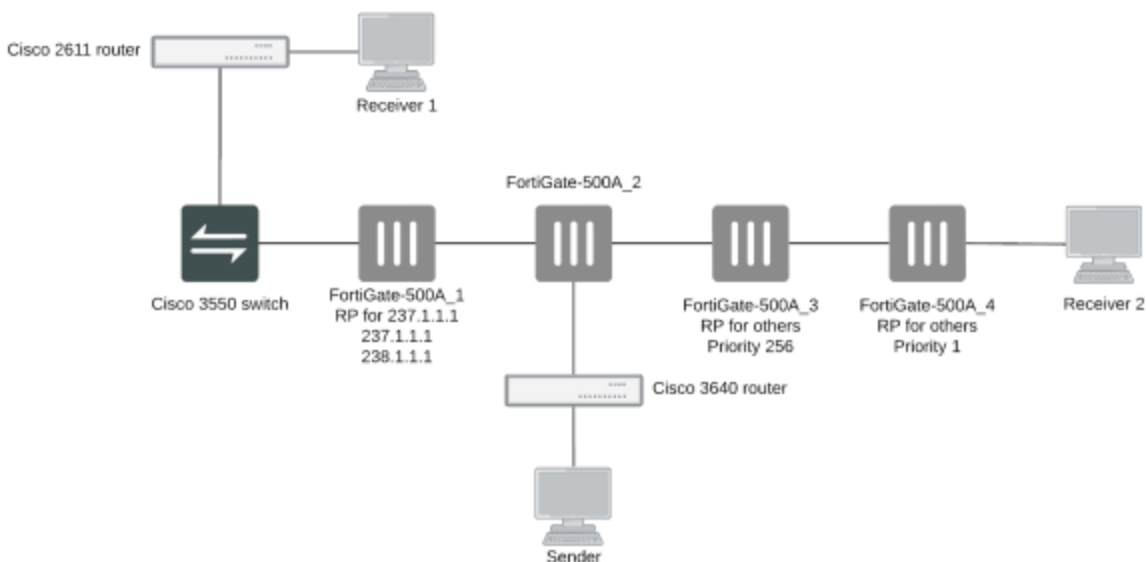 Cisco 2611 router
Receiver 1
FortiGate-500A_2
Cisco 3550 switch
FortiGate-500A_1
RP for 237.1.1.1
237.1.1.1
238.1.1.1
FortiGate-500A_3
RP for others
Priority 256
FortiGate-500A_4
RP for others
Priority 1
Receiver 2
Cisco 3640 router
Sender